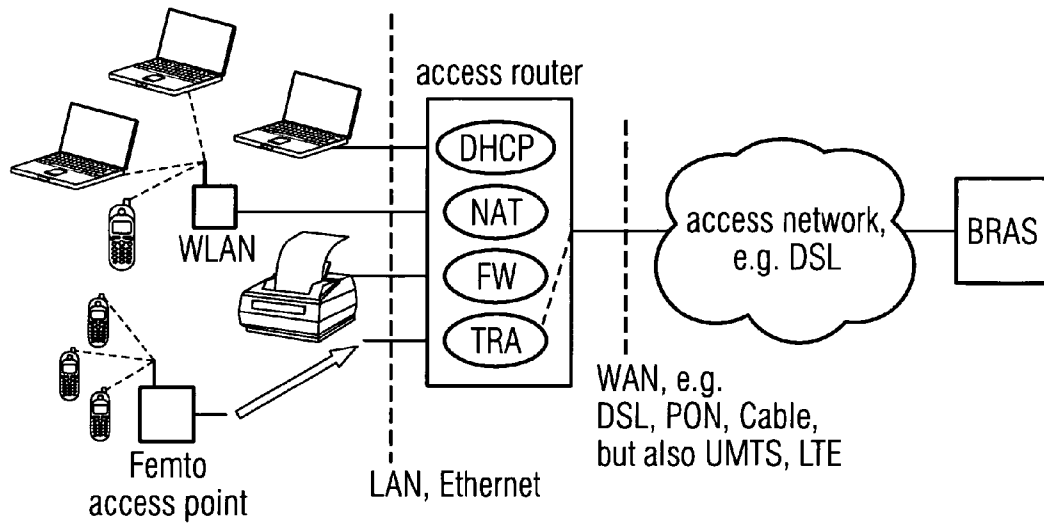 access router
DHCP
NAT
FW
TRA
WLAN
Femto
access point
LAN, Ethernet
WAN, e.g.
DSL, PON, Cable,
but also UMTS, LTE
access network,
e.g. DSL
BRAS